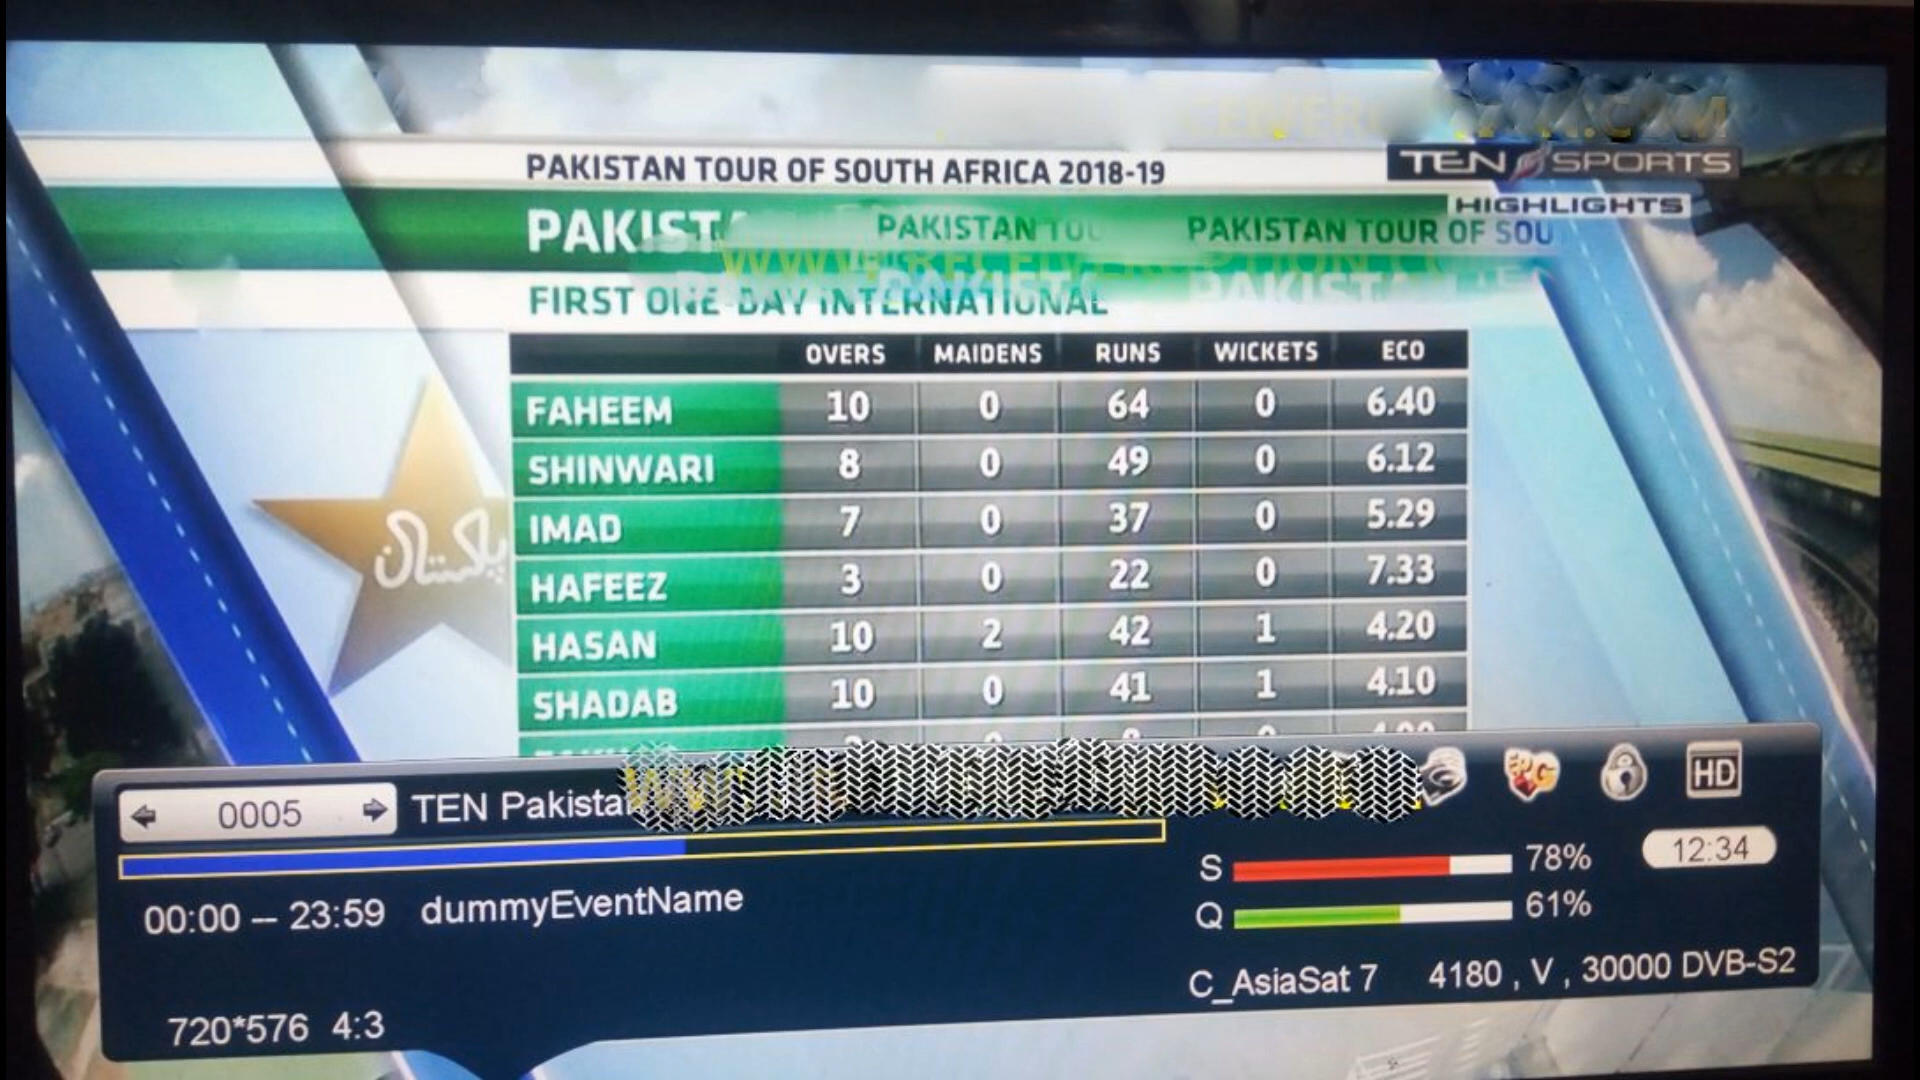 PAKISTAN TOUR OF SOUTH AFRICA 2018-19
TEN SPORTS
HIGHLIGHTS
PAKISTAN TOUR OF SOU
FIRST ONE-DAY INTERNATIONAL
OVERS MAIDENS RUNS WICKETS ECO
FAHEEM 10 0 64 0 6.40
SHINWARI 8 0 49 0 6.12
IMAD 7 0 37 0 5.29
HAFEEZ 3 0 22 0 7.33
HASAN 10 2 42 1 4.20
SHADAB 10 0 41 1 4.10
پاکستان
0005 TEN Pakistan
EPG HD
12:34
S 78%
00:00 -- 23:59 dummyEventName
Q 61%
C_AsiaSat 7 4180 , V , 30000 DVB-S2
720*576 4:3